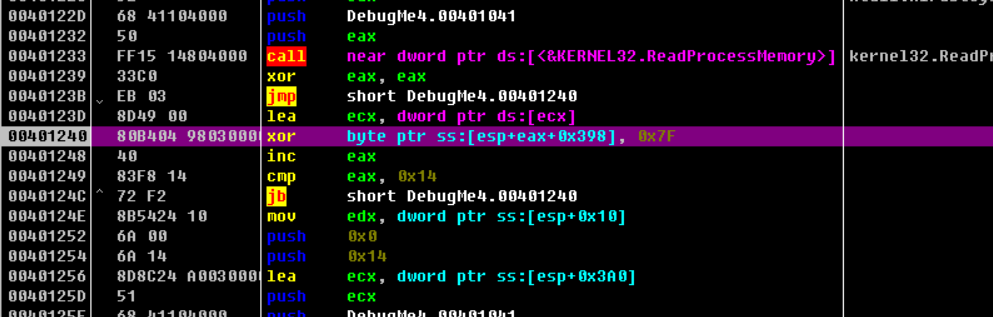 0040122D 68 41104000 push DebugMe4.00401041
00401232 50 push eax
00401233 FF15 14804000 call near dword ptr ds:[<&KERNEL32.ReadProcessMemory>] kernel32.ReadPr
00401239 33C0 xor eax, eax
0040123B EB 03 jmp short DebugMe4.00401240
0040123D 8D49 00 lea ecx, dword ptr ds:[ecx]
00401240 80B404 9803000 xor byte ptr ss:[esp+eax+0x398], 0x7F
00401248 40 inc eax
00401249 83F8 14 cmp eax, 0x14
0040124C 72 F2 jb short DebugMe4.00401240
0040124E 8B5424 10 mov edx, dword ptr ss:[esp+0x10]
00401252 6A 00 push 0x0
00401254 6A 14 push 0x14
00401256 8D8C24 A003000 lea ecx, dword ptr ss:[esp+0x3A0]
0040125D 51 push ecx
0040125E 68 41104000 push DebugMe4.00401041